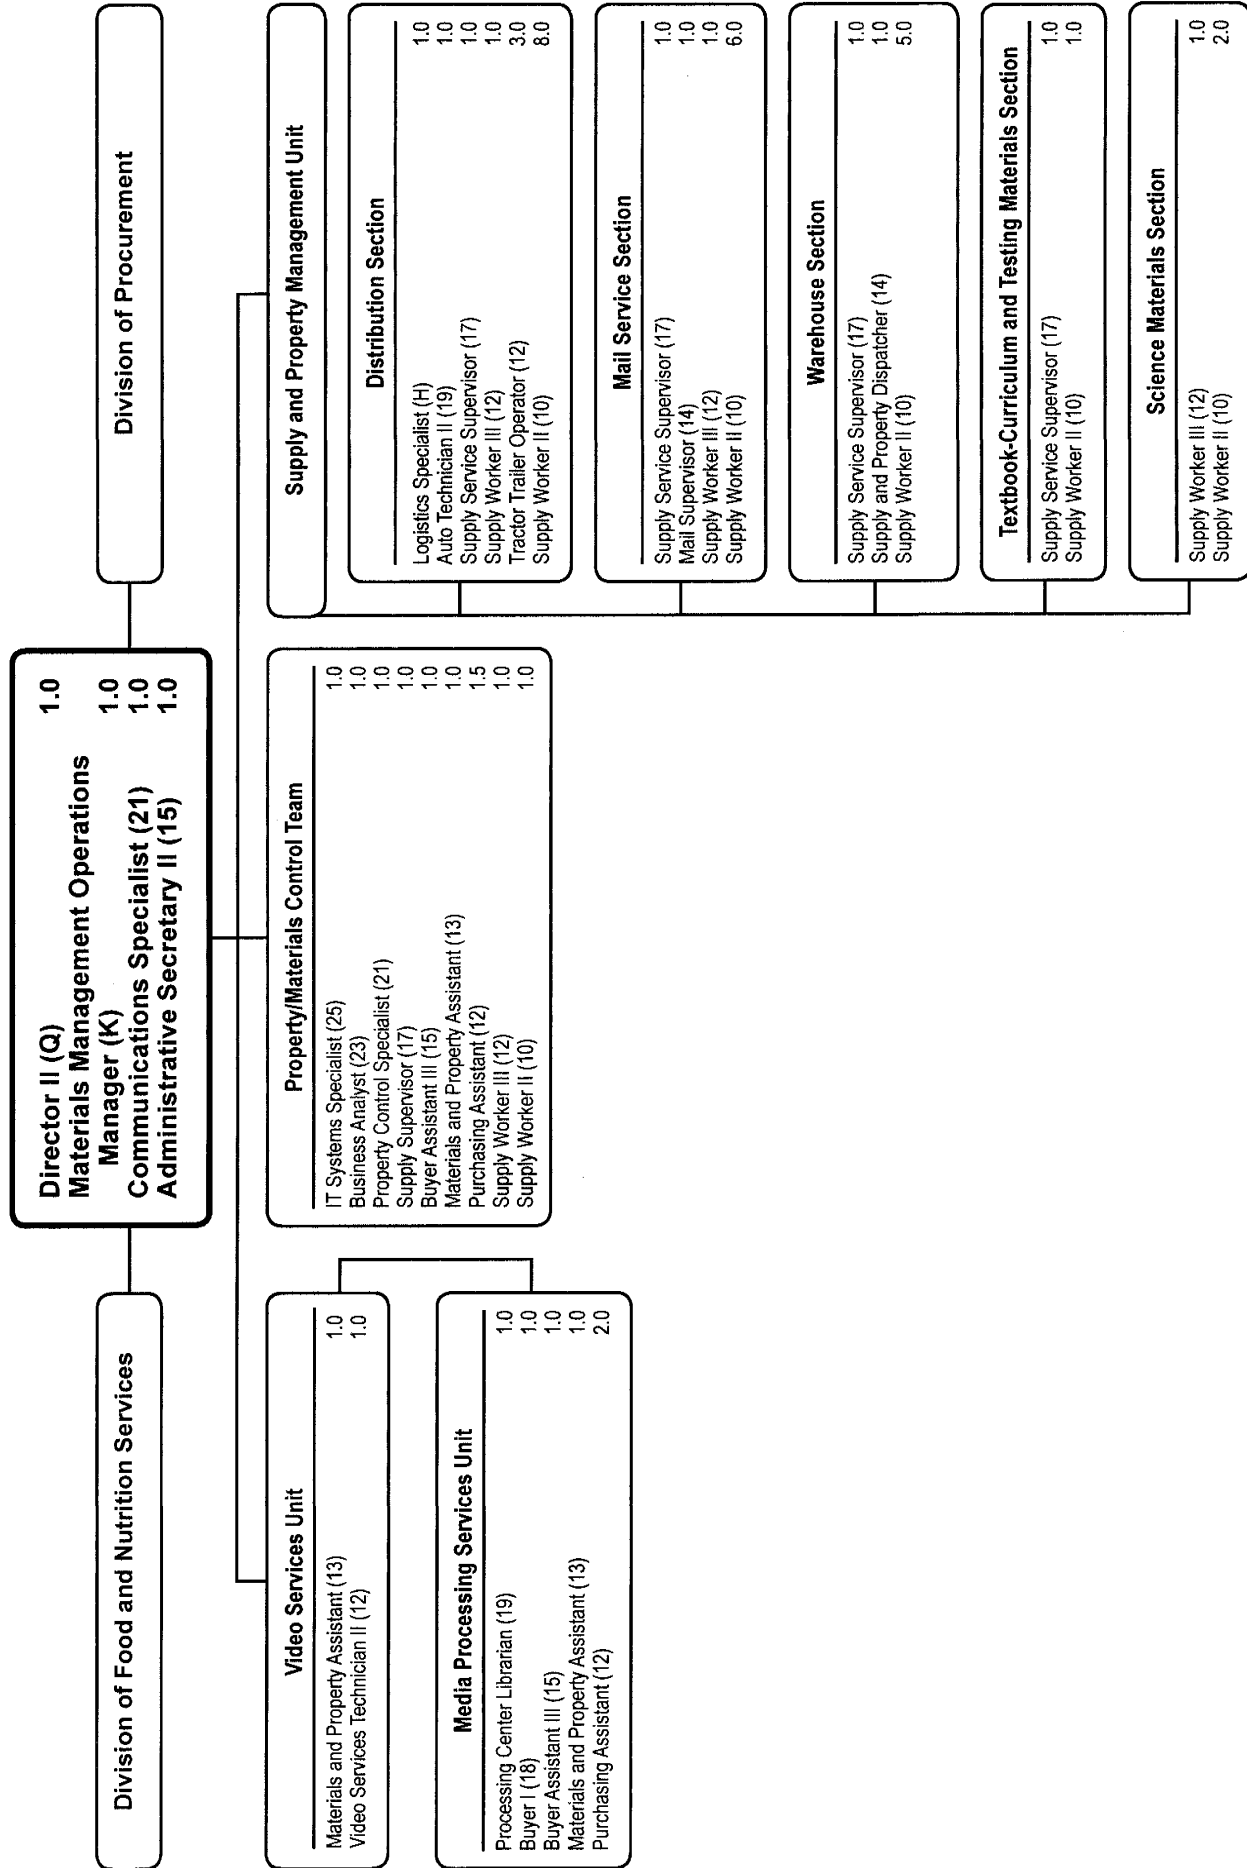 Director II (Q) 1.0
Materials Management Operations
Manager (K) 1.0
Communications Specialist (21) 1.0
Administrative Secretary II (15) 1.0
Division of Food and Nutrition Services
Division of Procurement
Video Services Unit
Materials and Property Assistant (13) 1.0
Video Services Technician II (12) 1.0
Media Processing Services Unit
Processing Center Librarian (19) 1.0
Buyer I (18) 1.0
Buyer Assistant III (15) 1.0
Materials and Property Assistant (13) 1.0
Purchasing Assistant (12) 2.0
Property/Materials Control Team
IT Systems Specialist (25) 1.0
Business Analyst (23) 1.0
Property Control Specialist (21) 1.0
Supply Supervisor (17) 1.0
Buyer Assistant III (15) 1.0
Materials and Property Assistant (13) 1.0
Purchasing Assistant (12) 1.5
Supply Worker III (12) 1.0
Supply Worker II (10) 1.0
Supply and Property Management Unit
Distribution Section
Logistics Specialist (H) 1.0
Auto Technician II (19) 1.0
Supply Service Supervisor (17) 1.0
Supply Worker III (12) 1.0
Tractor Trailer Operator (12) 3.0
Supply Worker II (10) 8.0
Mail Service Section
Supply Service Supervisor (17) 1.0
Mail Supervisor (14) 1.0
Supply Worker III (12) 1.0
Supply Worker II (10) 6.0
Warehouse Section
Supply Service Supervisor (17) 1.0
Supply and Property Dispatcher (14) 1.0
Supply Worker II (10) 5.0
Textbook-Curriculum and Testing Materials Section
Supply Service Supervisor (17) 1.0
Supply Worker II (10) 1.0
Science Materials Section
Supply Worker III (12) 1.0
Supply Worker II (10) 2.0